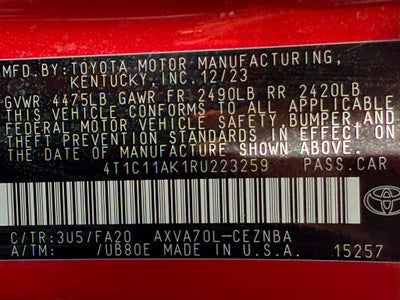 MFD. BY:TOYOTA MOTOR MANUFACTURING,
KENTUCKY, INC. 12/23
GVWR 4475LB GAWR FR 2490LB RR 2420LB
THIS VEHICLE CONFORMS TO ALL APPLICABLE
FEDERAL MOTOR VEHICLE SAFETY, BUMPER, AND
THEFT PREVENTION STANDARDS IN EFFECT ON
THE DATE OF MANUFACTURE SHOWN ABOVE.
4T1C11AK1RU223259 PASS.CAR
C/TR:3U5/FA20 AXVA70L-CEZNBA
A/TM: /UB80E MADE IN U.S.A. 15257
TOYOTA